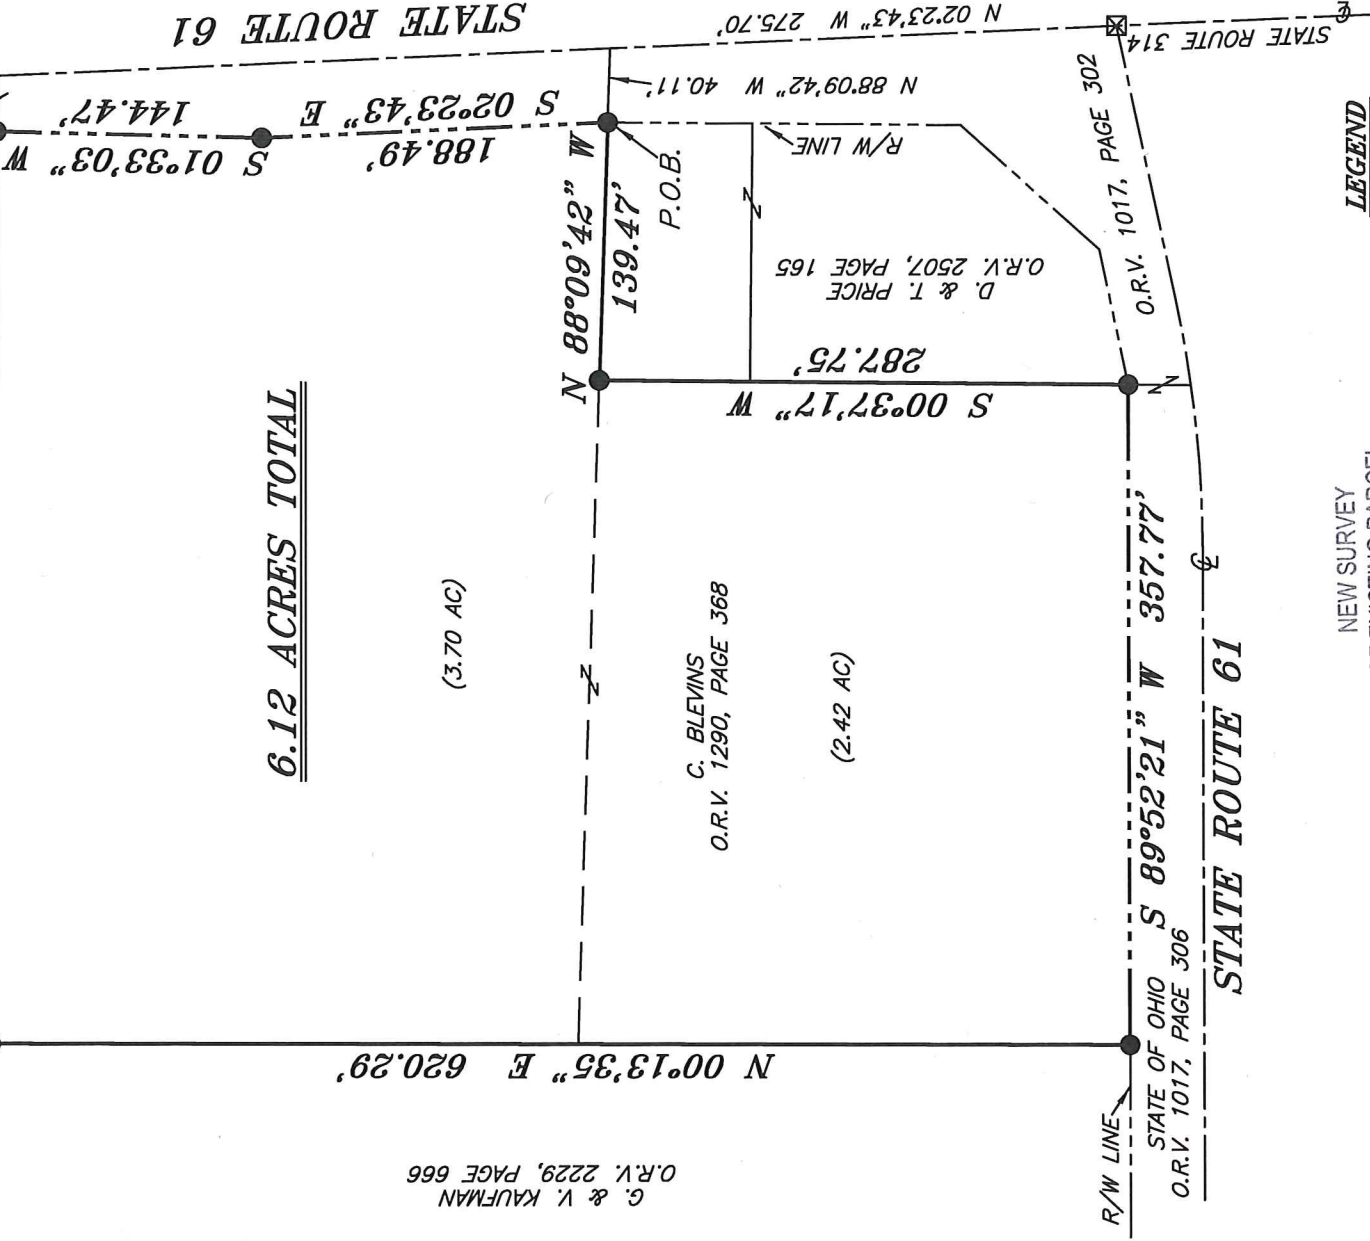 STATE ROUTE 61
N 02°23'43" W 275.70'
STATE ROUTE 314
O.R.V. 1017, PAGE 302
N 88°09'42" W 40.11'
R/W LINE
S 01°33'03" W
144.47'
S 02°23'43" E
188.49'
N 88°09'42" W
139.47'
P.O.B.
D. & T. PRICE
O.R.V. 2507, PAGE 165
S 00°37'17" W
287.75'
6.12 ACRES TOTAL
(3.70 AC)
C. BLEVINS
O.R.V. 1290, PAGE 368
(2.42 AC)
S 89°52'21" W 357.77'
STATE ROUTE 61
STATE OF OHIO
O.R.V. 1017, PAGE 306
R/W LINE
N 00°13'35" E 620.29'
G. & V. KAUFMAN
O.R.V. 2229, PAGE 666
LEGEND
NEW SURVEY